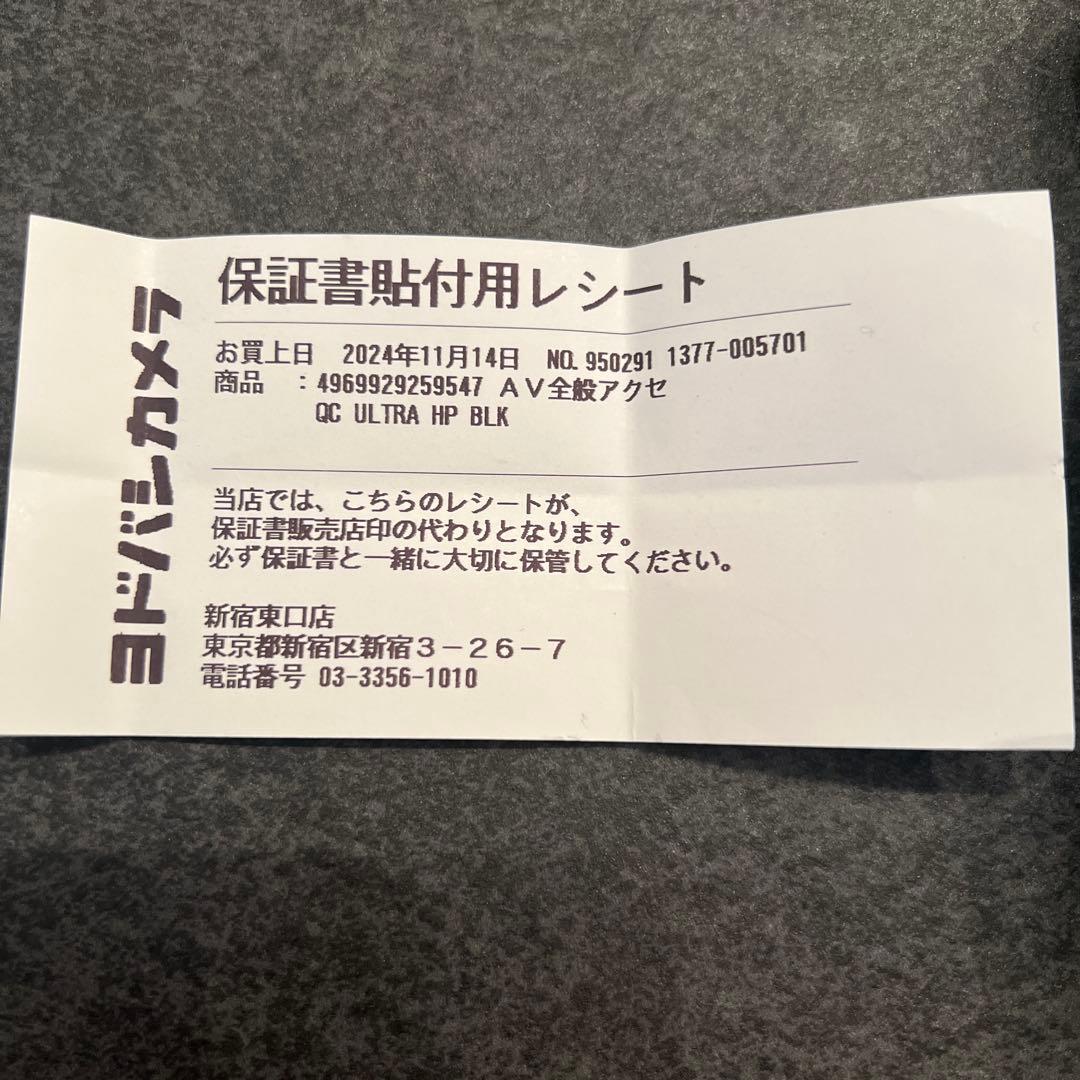 ヨドバシカメラ
保証書貼付用レシート
お買上日 2024年11月14日 NO. 950291 1377-005701
商品 :4969929259547 AV全般アクセ
QC ULTRA HP BLK
当店では、こちらのレシートが、
保証書販売店印の代わりとなります。
必ず保証書と一緒に大切に保管してください。
新宿東口店
東京都新宿区新宿3-26-7
電話番号 03-3356-1010